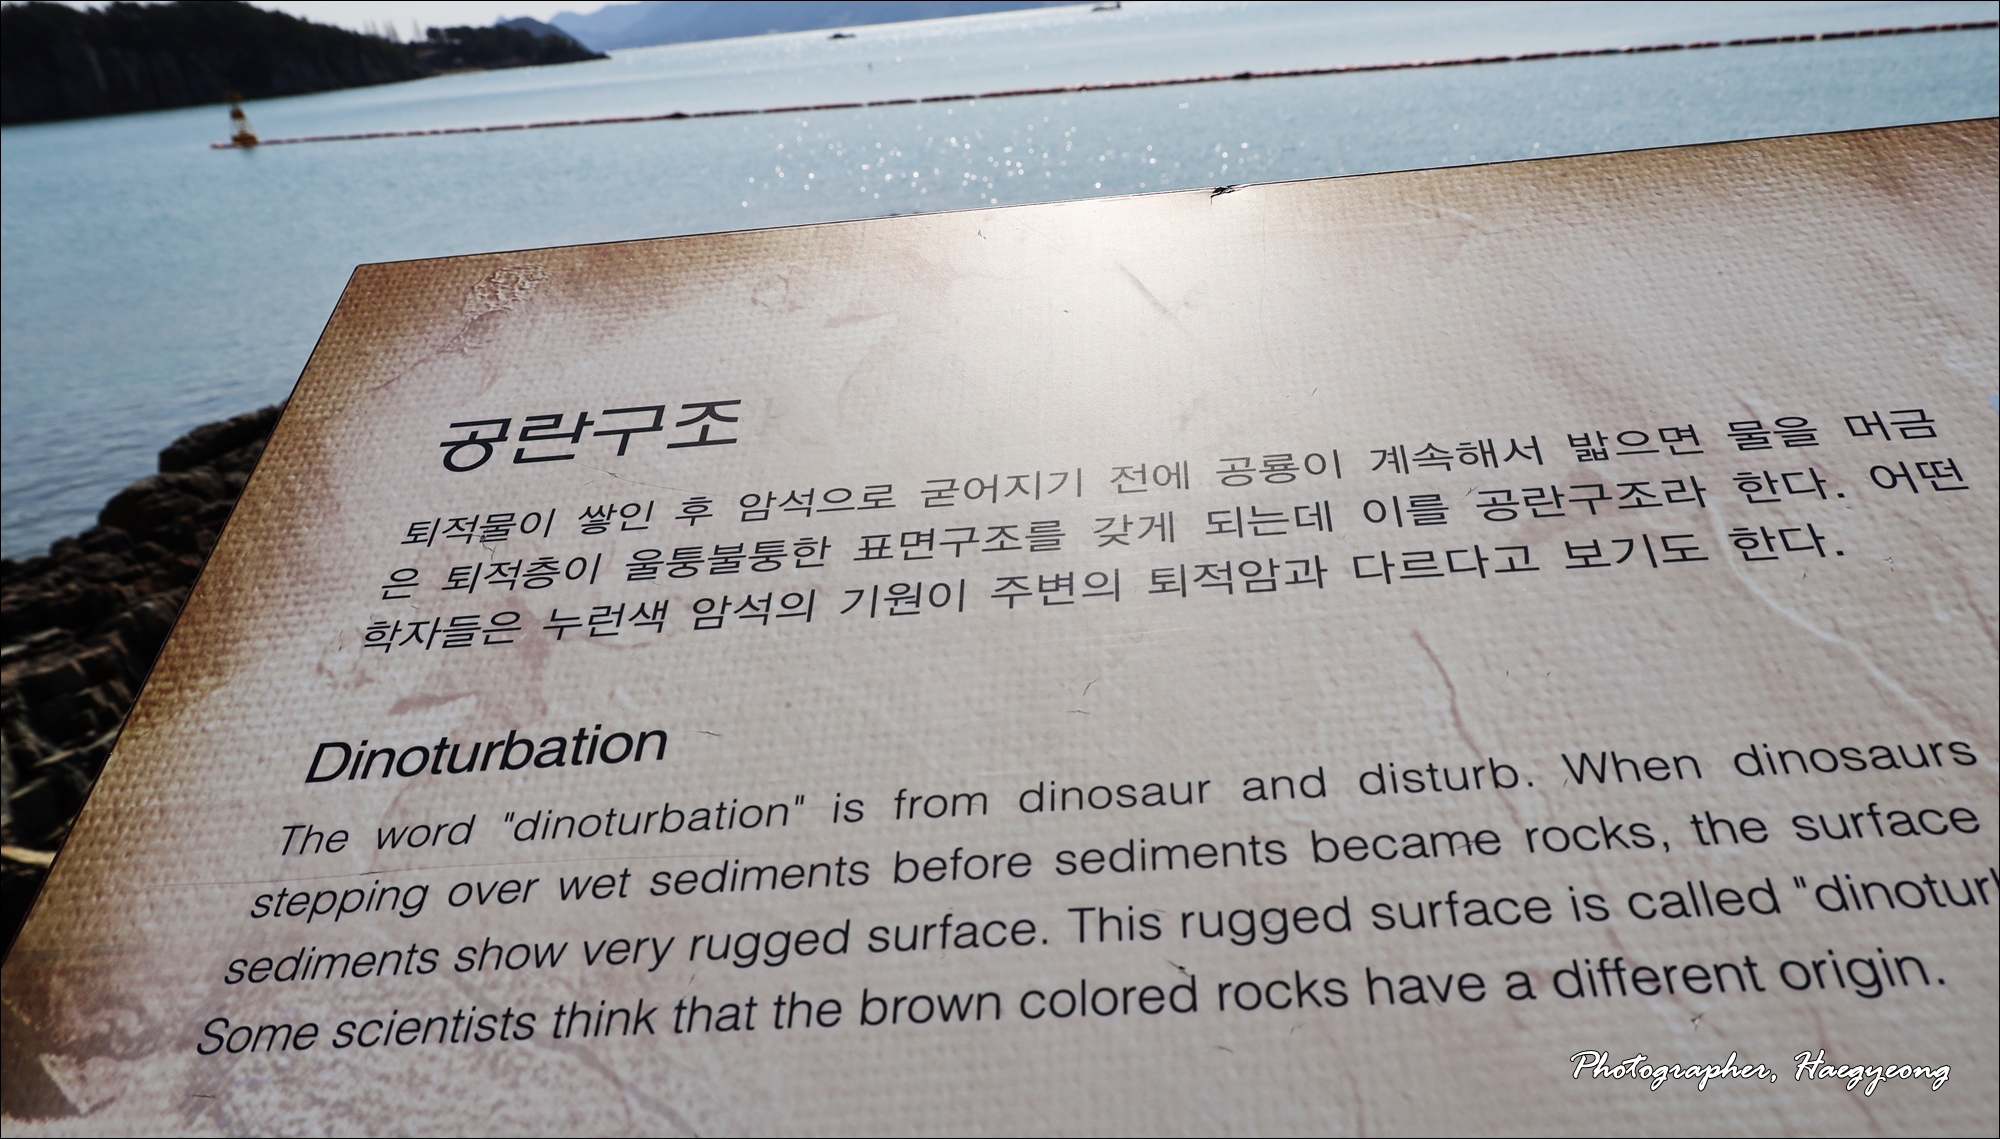 공란구조
퇴적물이 쌓인 후 암석으로 굳어지기 전에 공룡이 계속해서 밟으면 물을 머금
은 퇴적층이 울퉁불퉁한 표면구조를 갖게 되는데 이를 공란구조라 한다. 어떤
학자들은 누런색 암석의 기원이 주변의 퇴적암과 다르다고 보기도 한다.
Dinoturbation
The word "dinoturbation" is from dinosaur and disturb. When dinosaurs
stepping over wet sediments before sediments became rocks, the surface
sediments show very rugged surface. This rugged surface is called "dinotur
Some scientists think that the brown colored rocks have a different origin.
Photographer, Haegyeong